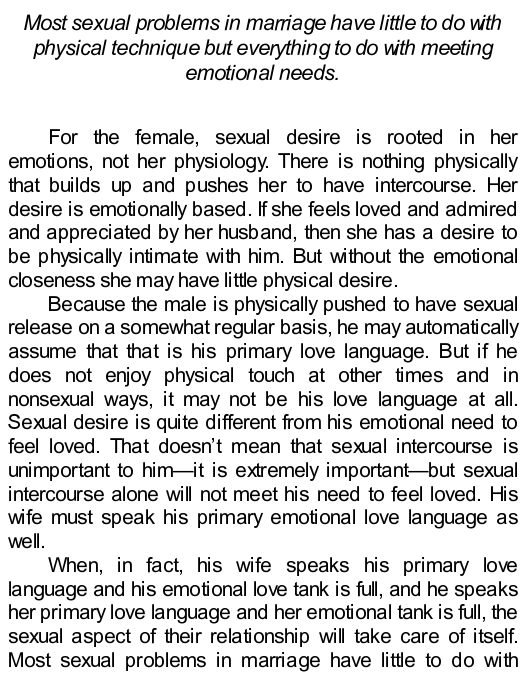 Most sexual problems in marriage have little to do with
physical technique but everything to do with meeting
emotional needs.
For the female, sexual desire is rooted in her
emotions, not her physiology. There is nothing physically
that builds up and pushes her to have intercourse. Her
desire is emotionally based. If she feels loved and admired
and appreciated by her husband, then she has a desire to
be physically intimate with him. But without the emotional
closeness she may have little physical desire.
Because the male is physically pushed to have sexual
release on a somewhat regular basis, he may automatically
assume that that is his primary love language. But if he
does not enjoy physical touch at other times and in
nonsexual ways, it may not be his love language at all.
Sexual desire is quite different from his emotional need to
feel loved. That doesn’t mean that sexual intercourse is
unimportant to him—it is extremely important—but sexual
intercourse alone will not meet his need to feel loved. His
wife must speak his primary emotional love language as
well.
When, in fact, his wife speaks his primary love
language and his emotional love tank is full, and he speaks
her primary love language and her emotional tank is full, the
sexual aspect of their relationship will take care of itself.
Most sexual problems in marriage have little to do with